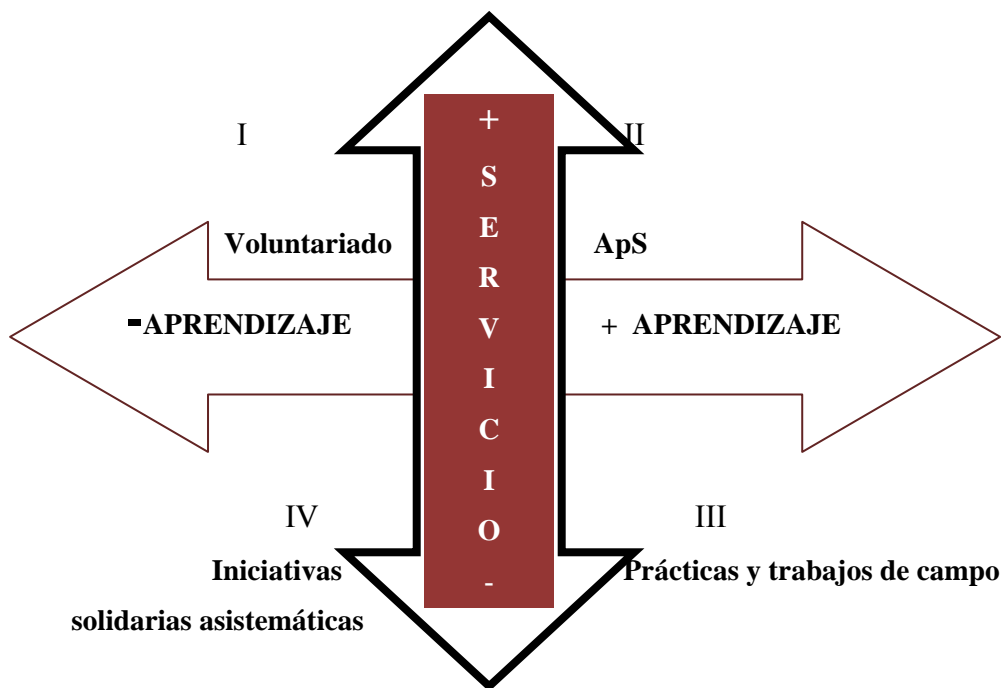 +
I
II
S
E
R
V
I
C
I
O
-
Voluntariado
ApS
-APRENDIZAJE
+ APRENDIZAJE
IV
III
Iniciativas
solidarias asistemáticas
Prácticas y trabajos de campo